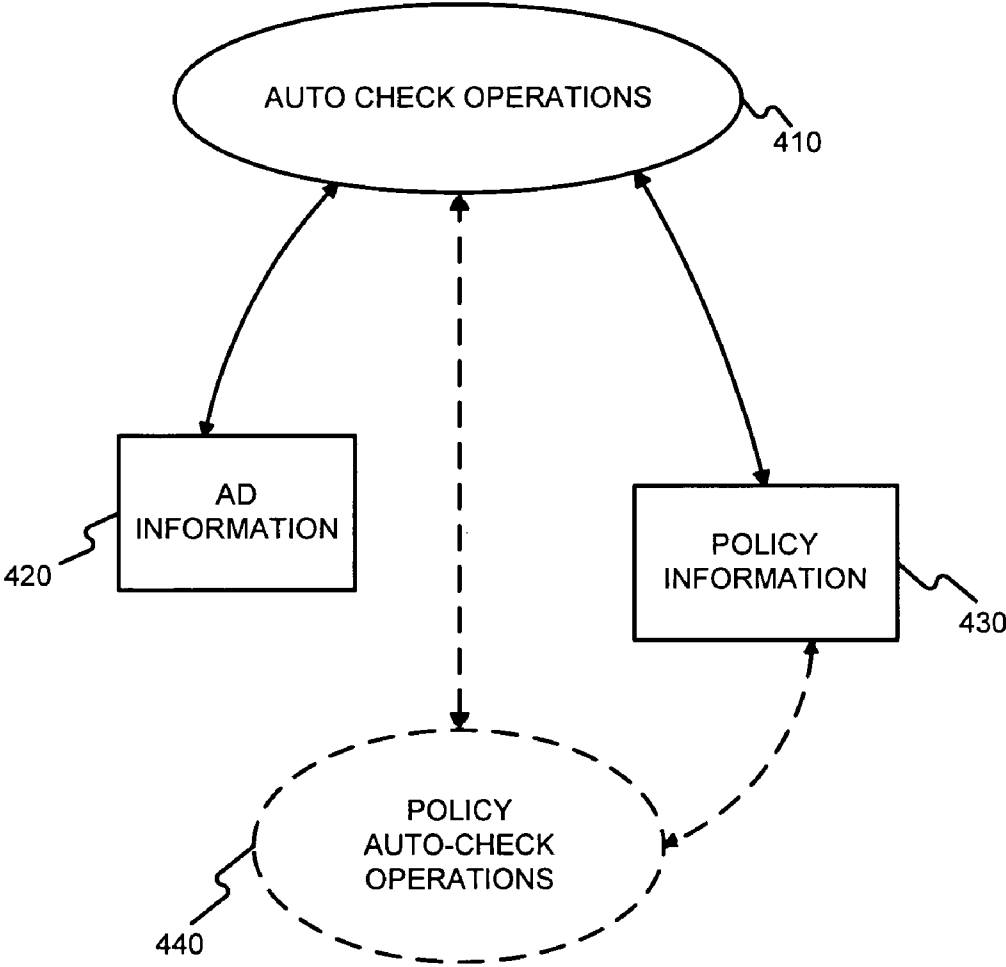 AUTO CHECK OPERATIONS
410
AD
INFORMATION
420
POLICY
INFORMATION
430
POLICY
AUTO-CHECK
OPERATIONS
440